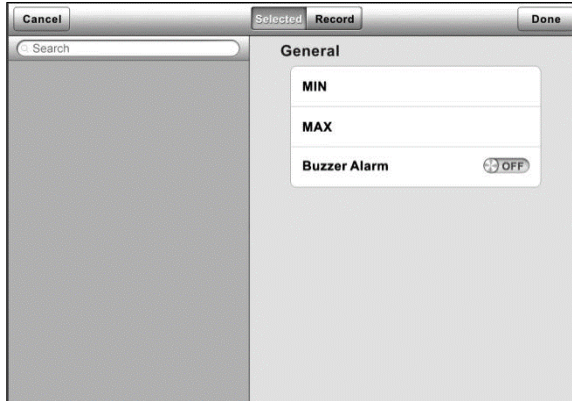 Cancel
Selected Record
Done
Search
General
MIN
MAX
Buzzer Alarm OFF